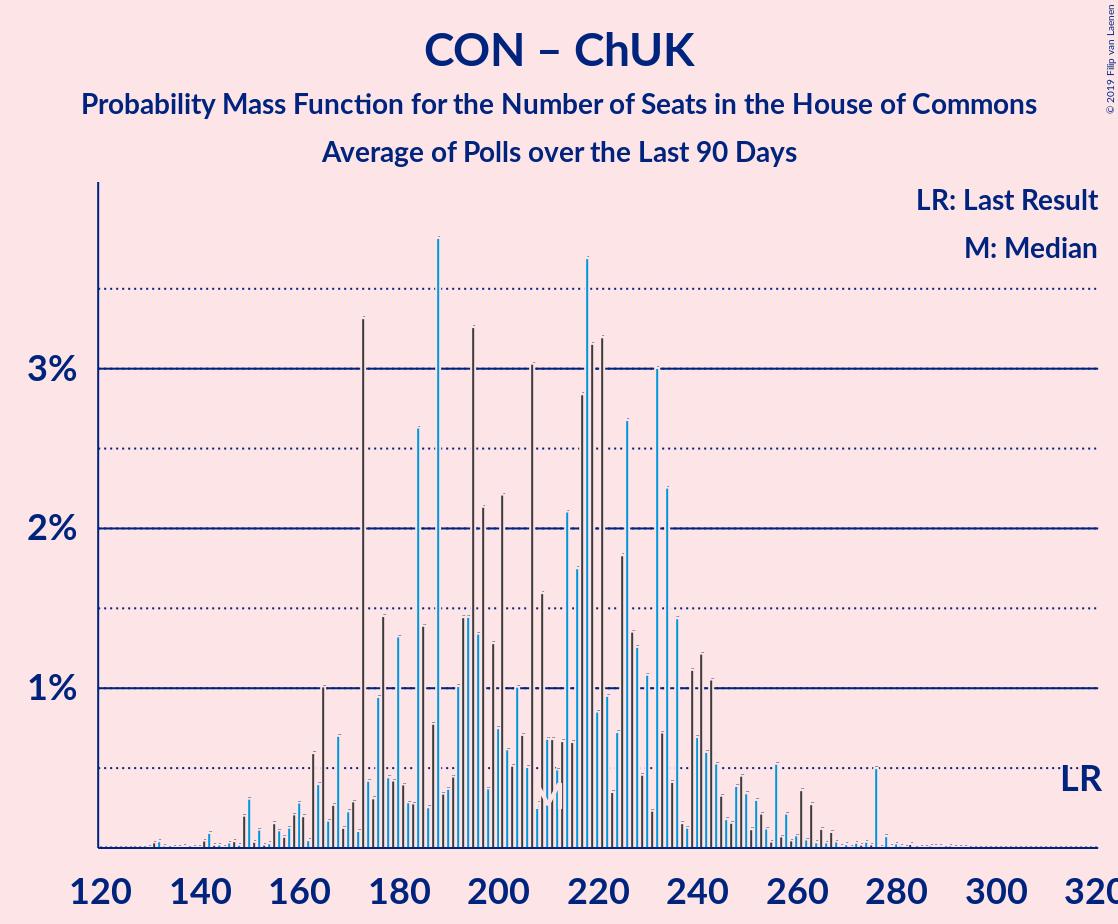 CON – ChUK
Probability Mass Function for the Number of Seats in the House of Commons
Average of Polls over the Last 90 Days
© 2019 Filip van Laenen
LR: Last Result
M: Median
3%
2%
1%
M
LR
120 140 160 180 200 220 240 260 280 300 320